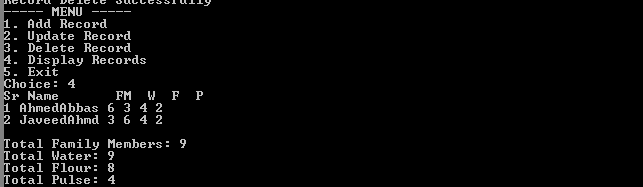 Record Delete Successfully
----- MENU -----
1. Add Record
2. Update Record
3. Delete Record
4. Display Records
5. Exit
Choice: 4
Sr Name       FM  W  F  P
1 AhmedAbbas 6 3 4 2
2 JaveedAhmd 3 6 4 2
Total Family Members: 9
Total Water: 9
Total Flour: 8
Total Pulse: 4